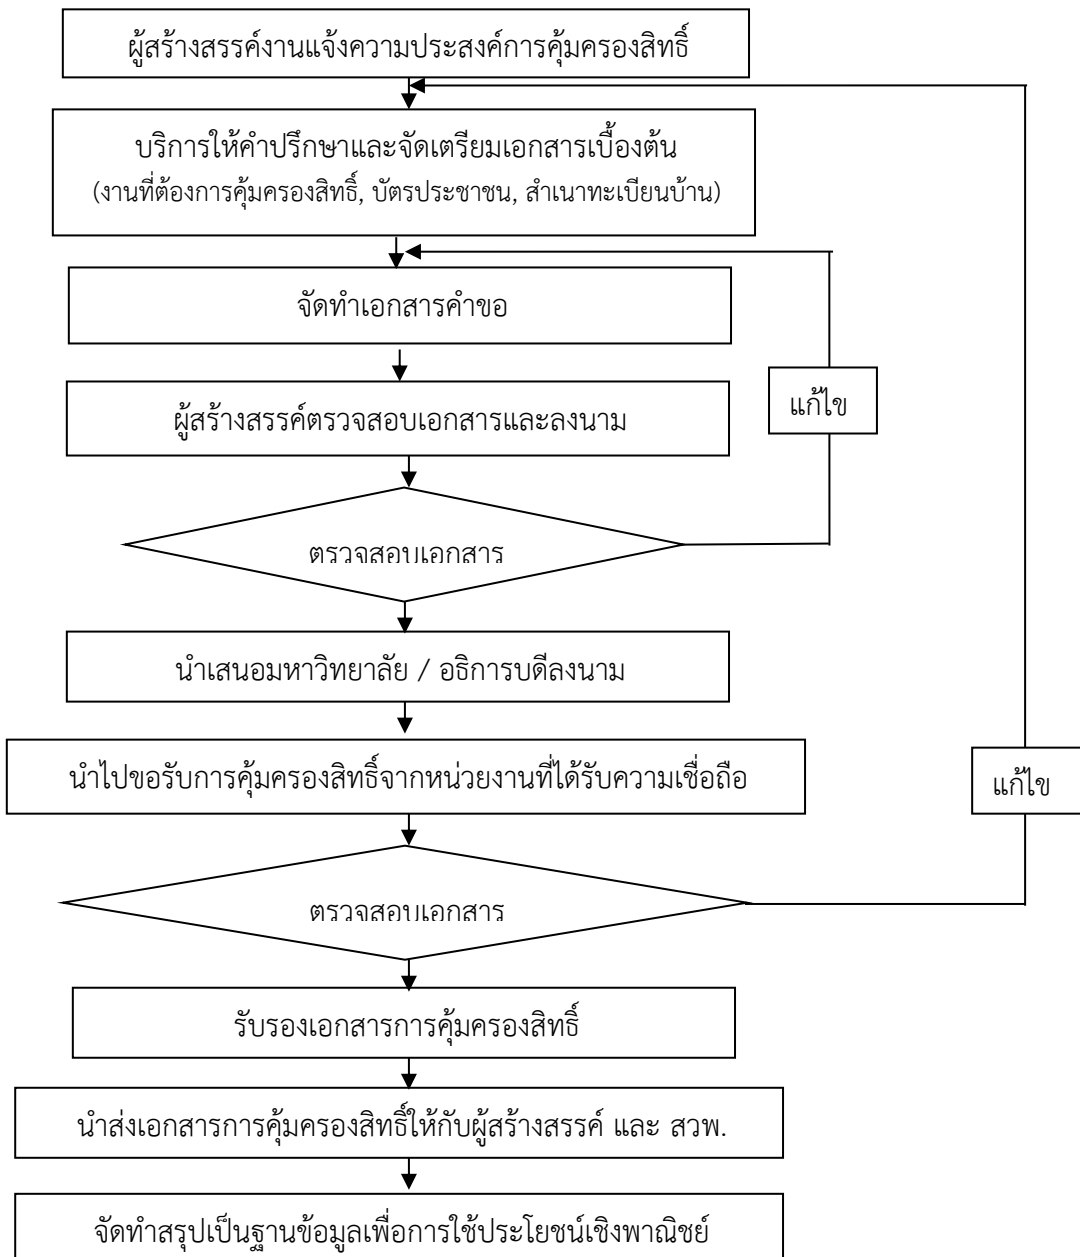 ผู้สร้างสรรค์งานแจ้งความประสงค์การคุ้มครองสิทธิ์
บริการให้คำปรึกษาและจัดเตรียมเอกสารเบื้องต้น
(งานที่ต้องการคุ้มครองสิทธิ์, บัตรประชาชน, สำเนาทะเบียนบ้าน)
จัดทำเอกสารคำขอ
แก้ไข
ผู้สร้างสรรค์ตรวจสอบเอกสารและลงนาม
ตรวจสอบเอกสาร
นำเสนอมหาวิทยาลัย / อธิการบดีลงนาม
นำไปขอรับการคุ้มครองสิทธิ์จากหน่วยงานที่ได้รับความเชื่อถือ
แก้ไข
ตรวจสอบเอกสาร
รับรองเอกสารการคุ้มครองสิทธิ์
นำส่งเอกสารการคุ้มครองสิทธิ์ให้กับผู้สร้างสรรค์ และ สวพ.
จัดทำสรุปเป็นฐานข้อมูลเพื่อการใช้ประโยชน์เชิงพาณิชย์